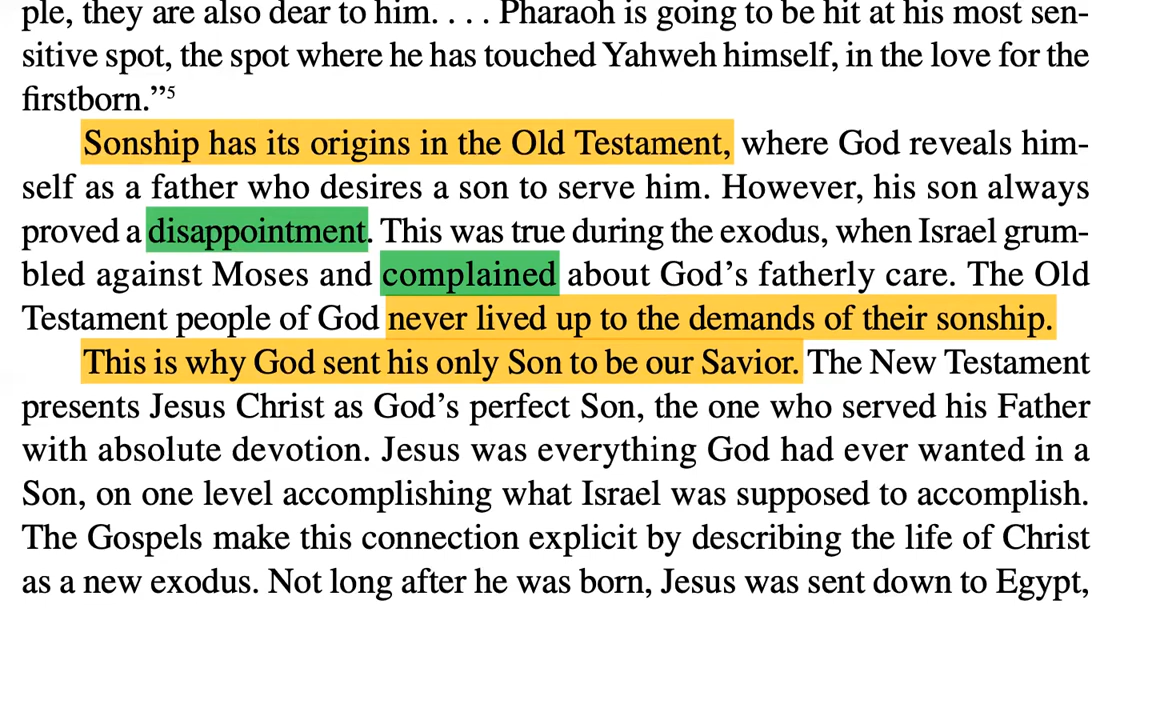 ple, they are also dear to him. . . . Pharaoh is going to be hit at his most sen-
sitive spot, the spot where he has touched Yahweh himself, in the love for the
firstborn.”⁵
Sonship has its origins in the Old Testament, where God reveals him-
self as a father who desires a son to serve him. However, his son always
proved a disappointment. This was true during the exodus, when Israel grum-
bled against Moses and complained about God’s fatherly care. The Old
Testament people of God never lived up to the demands of their sonship.
This is why God sent his only Son to be our Savior. The New Testament
presents Jesus Christ as God’s perfect Son, the one who served his Father
with absolute devotion. Jesus was everything God had ever wanted in a
Son, on one level accomplishing what Israel was supposed to accomplish.
The Gospels make this connection explicit by describing the life of Christ
as a new exodus. Not long after he was born, Jesus was sent down to Egypt,